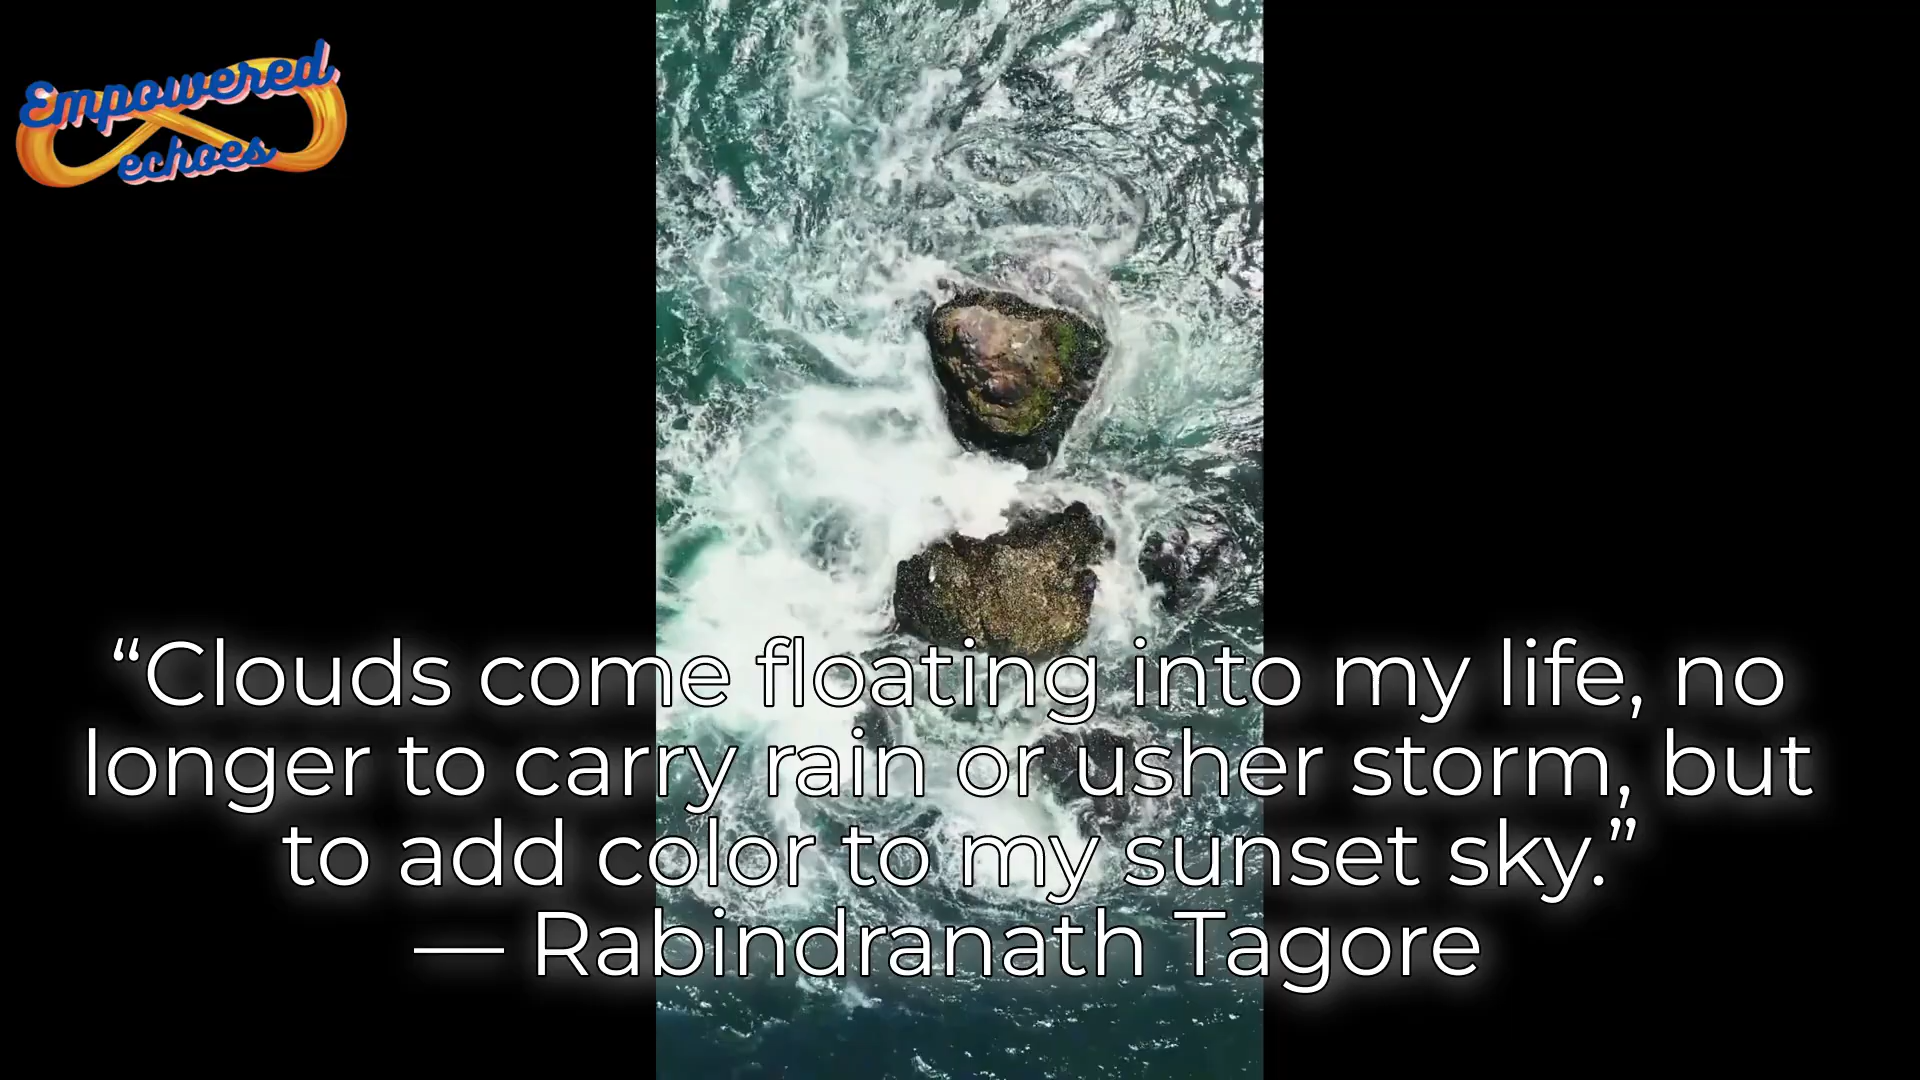 Empowered
echoes
“Clouds come floating into my life, no
longer to carry rain or usher storm, but
to add color to my sunset sky.”
— Rabindranath Tagore